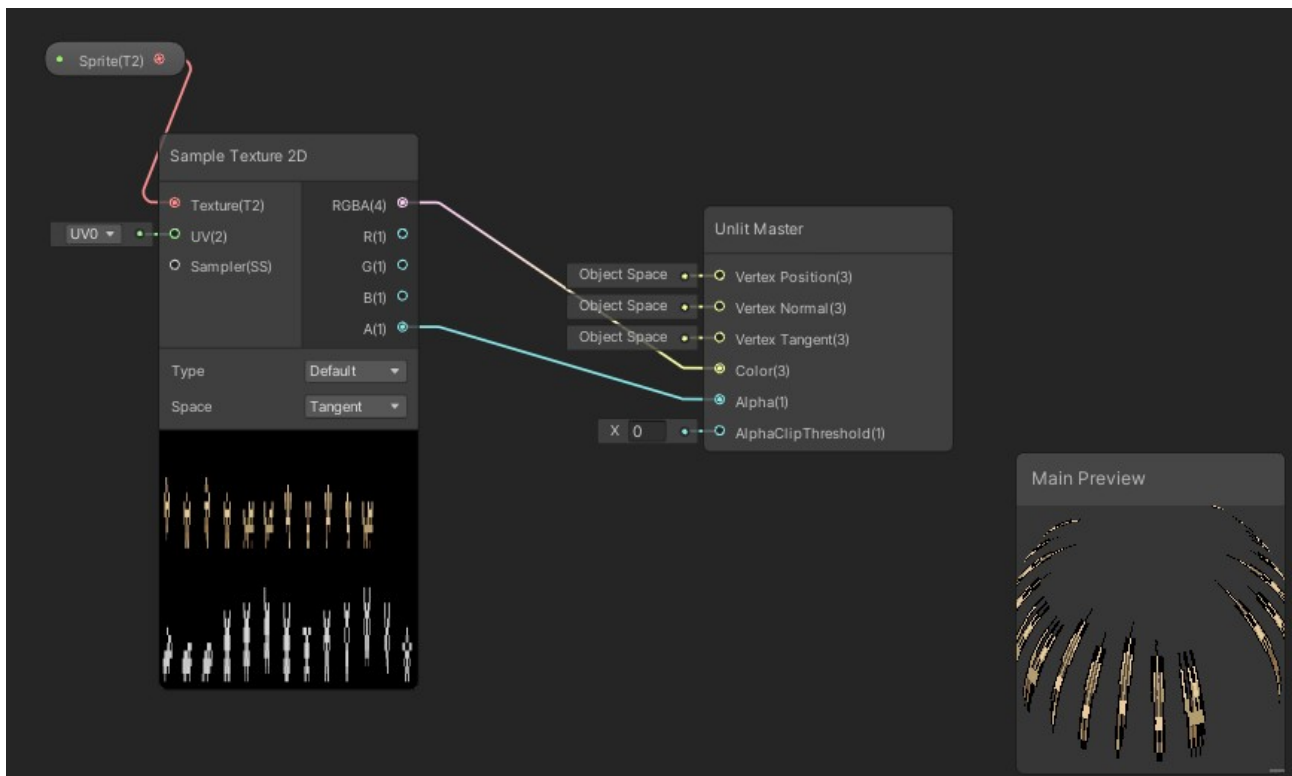 Sprite(T2)
Sample Texture 2D
Texture(T2)
RGBA(4)
UV0
UV(2)
R(1)
Sampler(SS)
G(1)
B(1)
A(1)
Type
Default
Space
Tangent
Unlit Master
Object Space
Vertex Position(3)
Object Space
Vertex Normal(3)
Object Space
Vertex Tangent(3)
Color(3)
Alpha(1)
X 0
AlphaClipThreshold(1)
Main Preview